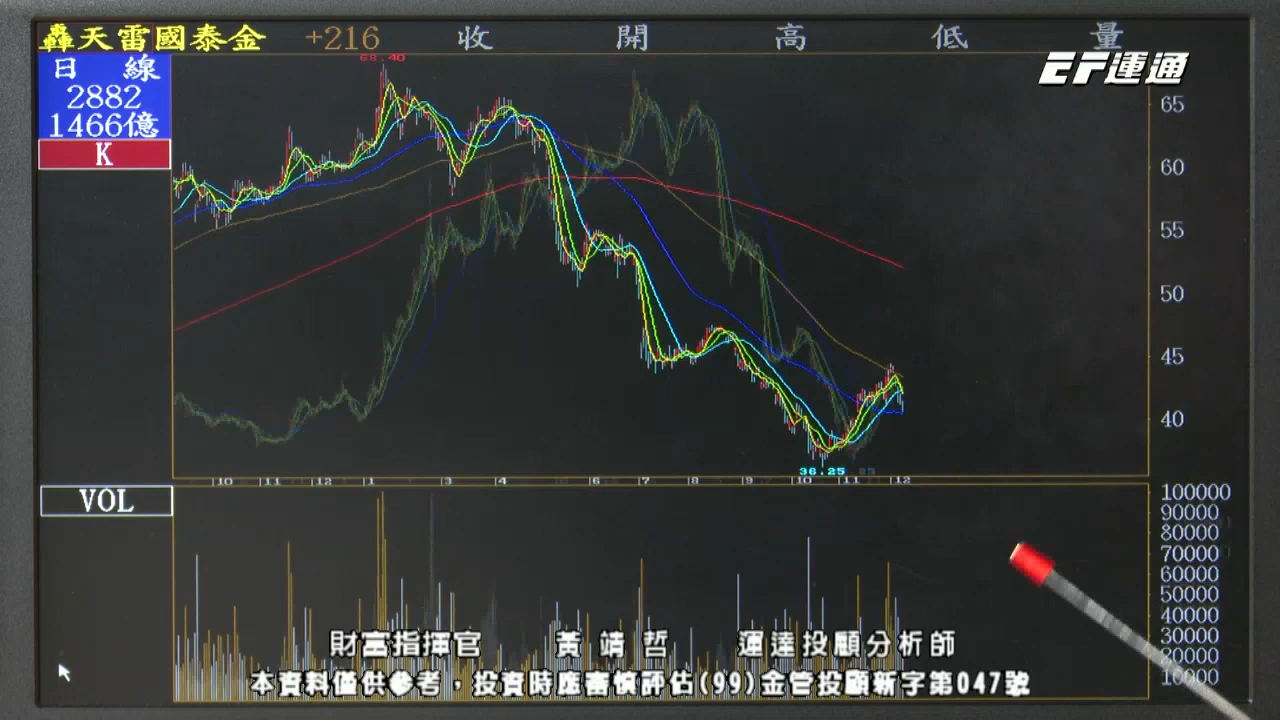 轟天雷國泰金 +216 收 開 高 低 量
EF運通
日 線
2882
1466億
K
68.40
65
60
55
50
45
40
36.25
10 11 12 1 3 4 6 7 8 9 10 11 12
VOL
100000
90000
80000
70000
60000
50000
40000
30000
20000
10000
財富指揮官 黃靖哲 運達投顧分析師
本資料僅供參考，投資時應審慎評估(99)金管投顧新字第047號